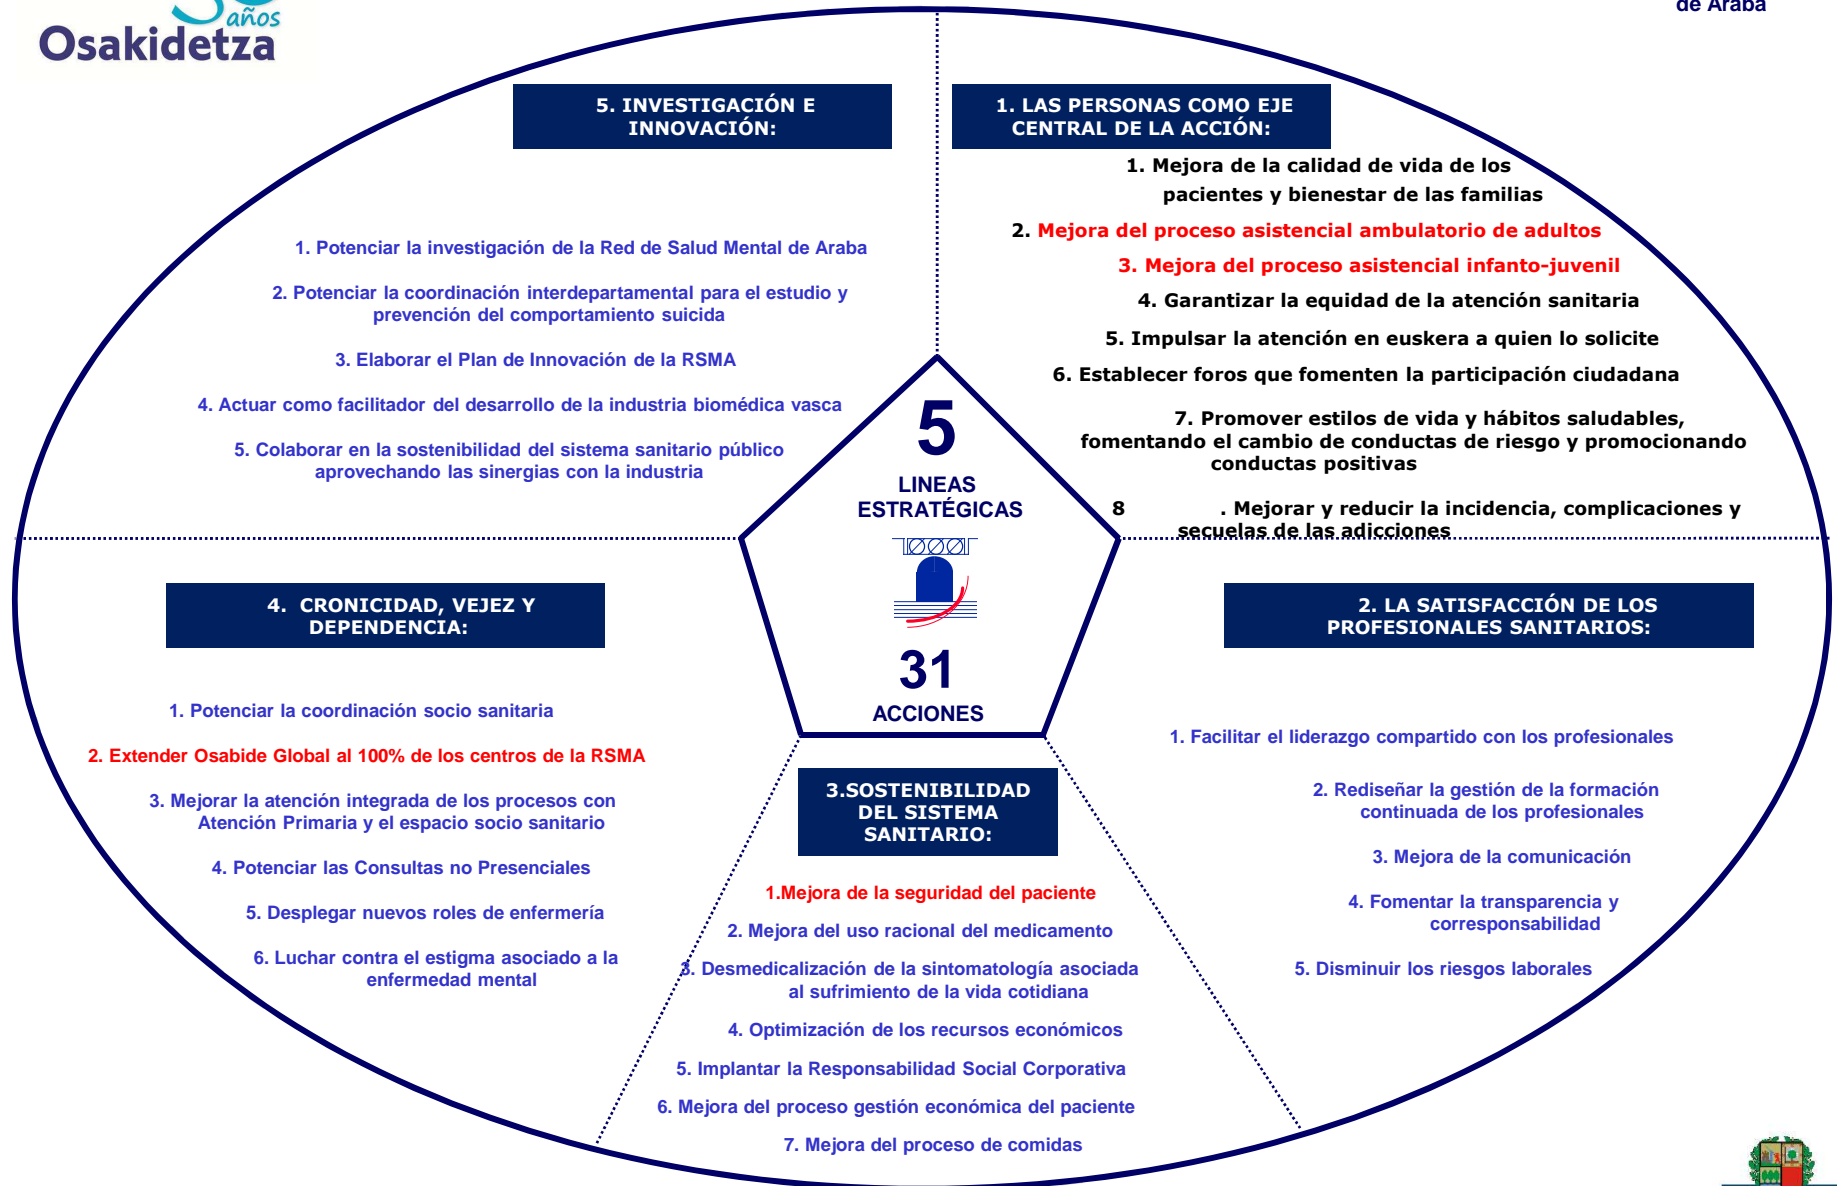 años
Osakidetza
de Araba
5. INVESTIGACIÓN E
INNOVACIÓN:
1. Potenciar la investigación de la Red de Salud Mental de Araba
2. Potenciar la coordinación interdepartamental para el estudio y
prevención del comportamiento suicida
3. Elaborar el Plan de Innovación de la RSMA
4. Actuar como facilitador del desarrollo de la industria biomédica vasca
5. Colaborar en la sostenibilidad del sistema sanitario público
aprovechando las sinergias con la industria
1. LAS PERSONAS COMO EJE
CENTRAL DE LA ACCIÓN:
1. Mejora de la calidad de vida de los
pacientes y bienestar de las familias
2. Mejora del proceso asistencial ambulatorio de adultos
3. Mejora del proceso asistencial infanto-juvenil
4. Garantizar la equidad de la atención sanitaria
5. Impulsar la atención en euskera a quien lo solicite
6. Establecer foros que fomenten la participación ciudadana
7. Promover estilos de vida y hábitos saludables,
fomentando el cambio de conductas de riesgo y promocionando
conductas positivas
8 . Mejorar y reducir la incidencia, complicaciones y
secuelas de las adicciones
5
LINEAS
ESTRATÉGICAS
31
ACCIONES
4. CRONICIDAD, VEJEZ Y
DEPENDENCIA:
1. Potenciar la coordinación socio sanitaria
2. Extender Osabide Global al 100% de los centros de la RSMA
3. Mejorar la atención integrada de los procesos con
Atención Primaria y el espacio socio sanitario
4. Potenciar las Consultas no Presenciales
5. Desplegar nuevos roles de enfermería
6. Luchar contra el estigma asociado a la
enfermedad mental
3.SOSTENIBILIDAD
DEL SISTEMA
SANITARIO:
1.Mejora de la seguridad del paciente
2. Mejora del uso racional del medicamento
3. Desmedicalización de la sintomatología asociada
al sufrimiento de la vida cotidiana
4. Optimización de los recursos económicos
5. Implantar la Responsabilidad Social Corporativa
6. Mejora del proceso gestión económica del paciente
7. Mejora del proceso de comidas
2. LA SATISFACCIÓN DE LOS
PROFESIONALES SANITARIOS:
1. Facilitar el liderazgo compartido con los profesionales
2. Rediseñar la gestión de la formación
continuada de los profesionales
3. Mejora de la comunicación
4. Fomentar la transparencia y
corresponsabilidad
5. Disminuir los riesgos laborales